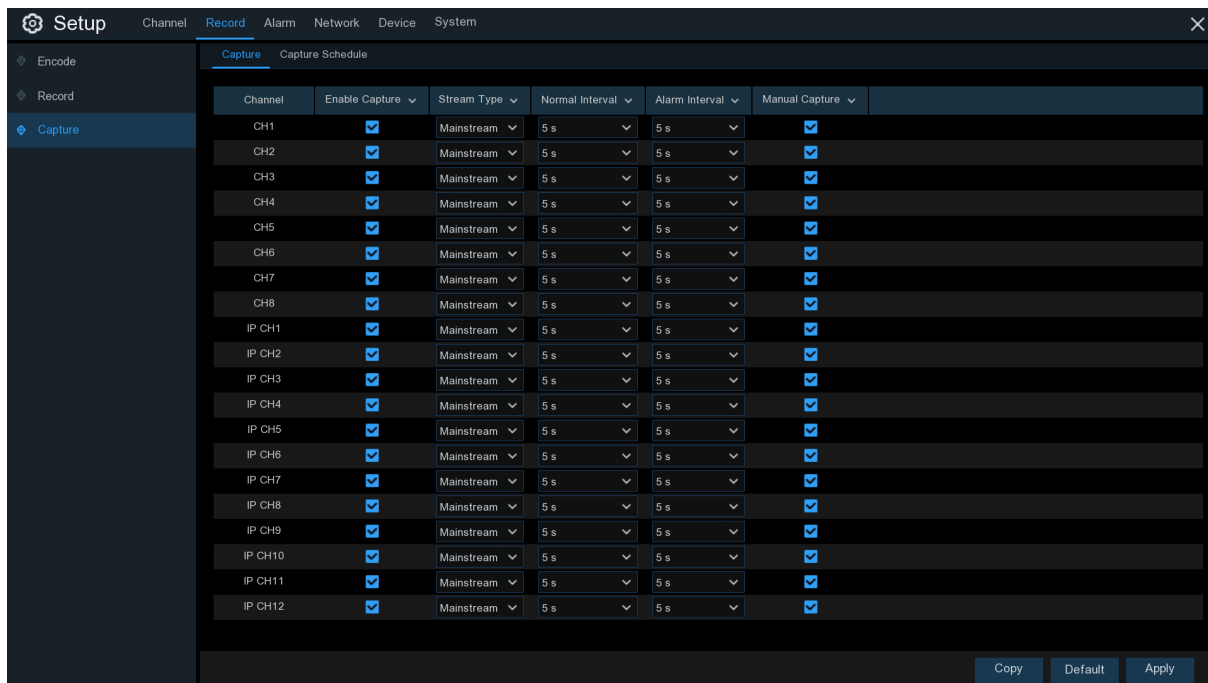 Setup Channel Record Alarm Network Device System
Encode
Record
Capture
Capture Capture Schedule
Channel Enable Capture Stream Type Normal Interval Alarm Interval Manual Capture
CH1 Mainstream 5 s 5 s
CH2 Mainstream 5 s 5 s
CH3 Mainstream 5 s 5 s
CH4 Mainstream 5 s 5 s
CH5 Mainstream 5 s 5 s
CH6 Mainstream 5 s 5 s
CH7 Mainstream 5 s 5 s
CH8 Mainstream 5 s 5 s
IP CH1 Mainstream 5 s 5 s
IP CH2 Mainstream 5 s 5 s
IP CH3 Mainstream 5 s 5 s
IP CH4 Mainstream 5 s 5 s
IP CH5 Mainstream 5 s 5 s
IP CH6 Mainstream 5 s 5 s
IP CH7 Mainstream 5 s 5 s
IP CH8 Mainstream 5 s 5 s
IP CH9 Mainstream 5 s 5 s
IP CH10 Mainstream 5 s 5 s
IP CH11 Mainstream 5 s 5 s
IP CH12 Mainstream 5 s 5 s
Copy Default Apply